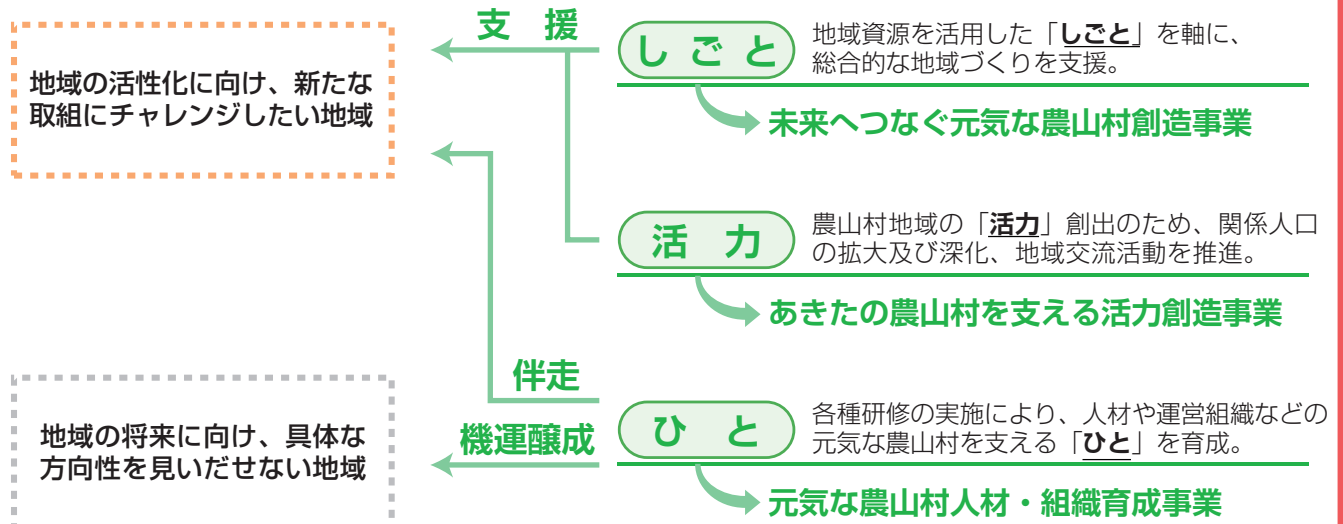 支 援
しごと
地域資源を活用した「しごと」を軸に、
総合的な地域づくりを支援。
未来へつなぐ元気な農山村創造事業
地域の活性化に向け、新たな
取組にチャレンジしたい地域
活 力
農山村地域の「活力」創出のため、関係人口
の拡大及び深化、地域交流活動を推進。
あきたの農山村を支える活力創造事業
伴走
機運醸成
ひ と
各種研修の実施により、人材や運営組織などの
元気な農山村を支える「ひと」を育成。
元気な農山村人材・組織育成事業
地域の将来に向け、具体な
方向性を見いだせない地域